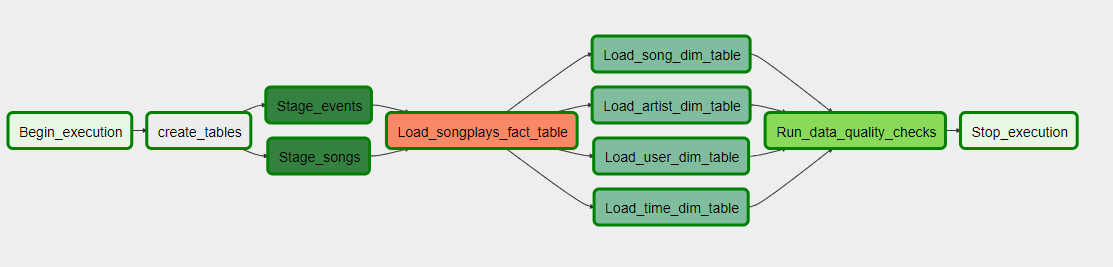 Begin_execution
create_tables
Stage_events
Stage_songs
Load_songplays_fact_table
Load_song_dim_table
Load_artist_dim_table
Load_user_dim_table
Load_time_dim_table
Run_data_quality_checks
Stop_execution